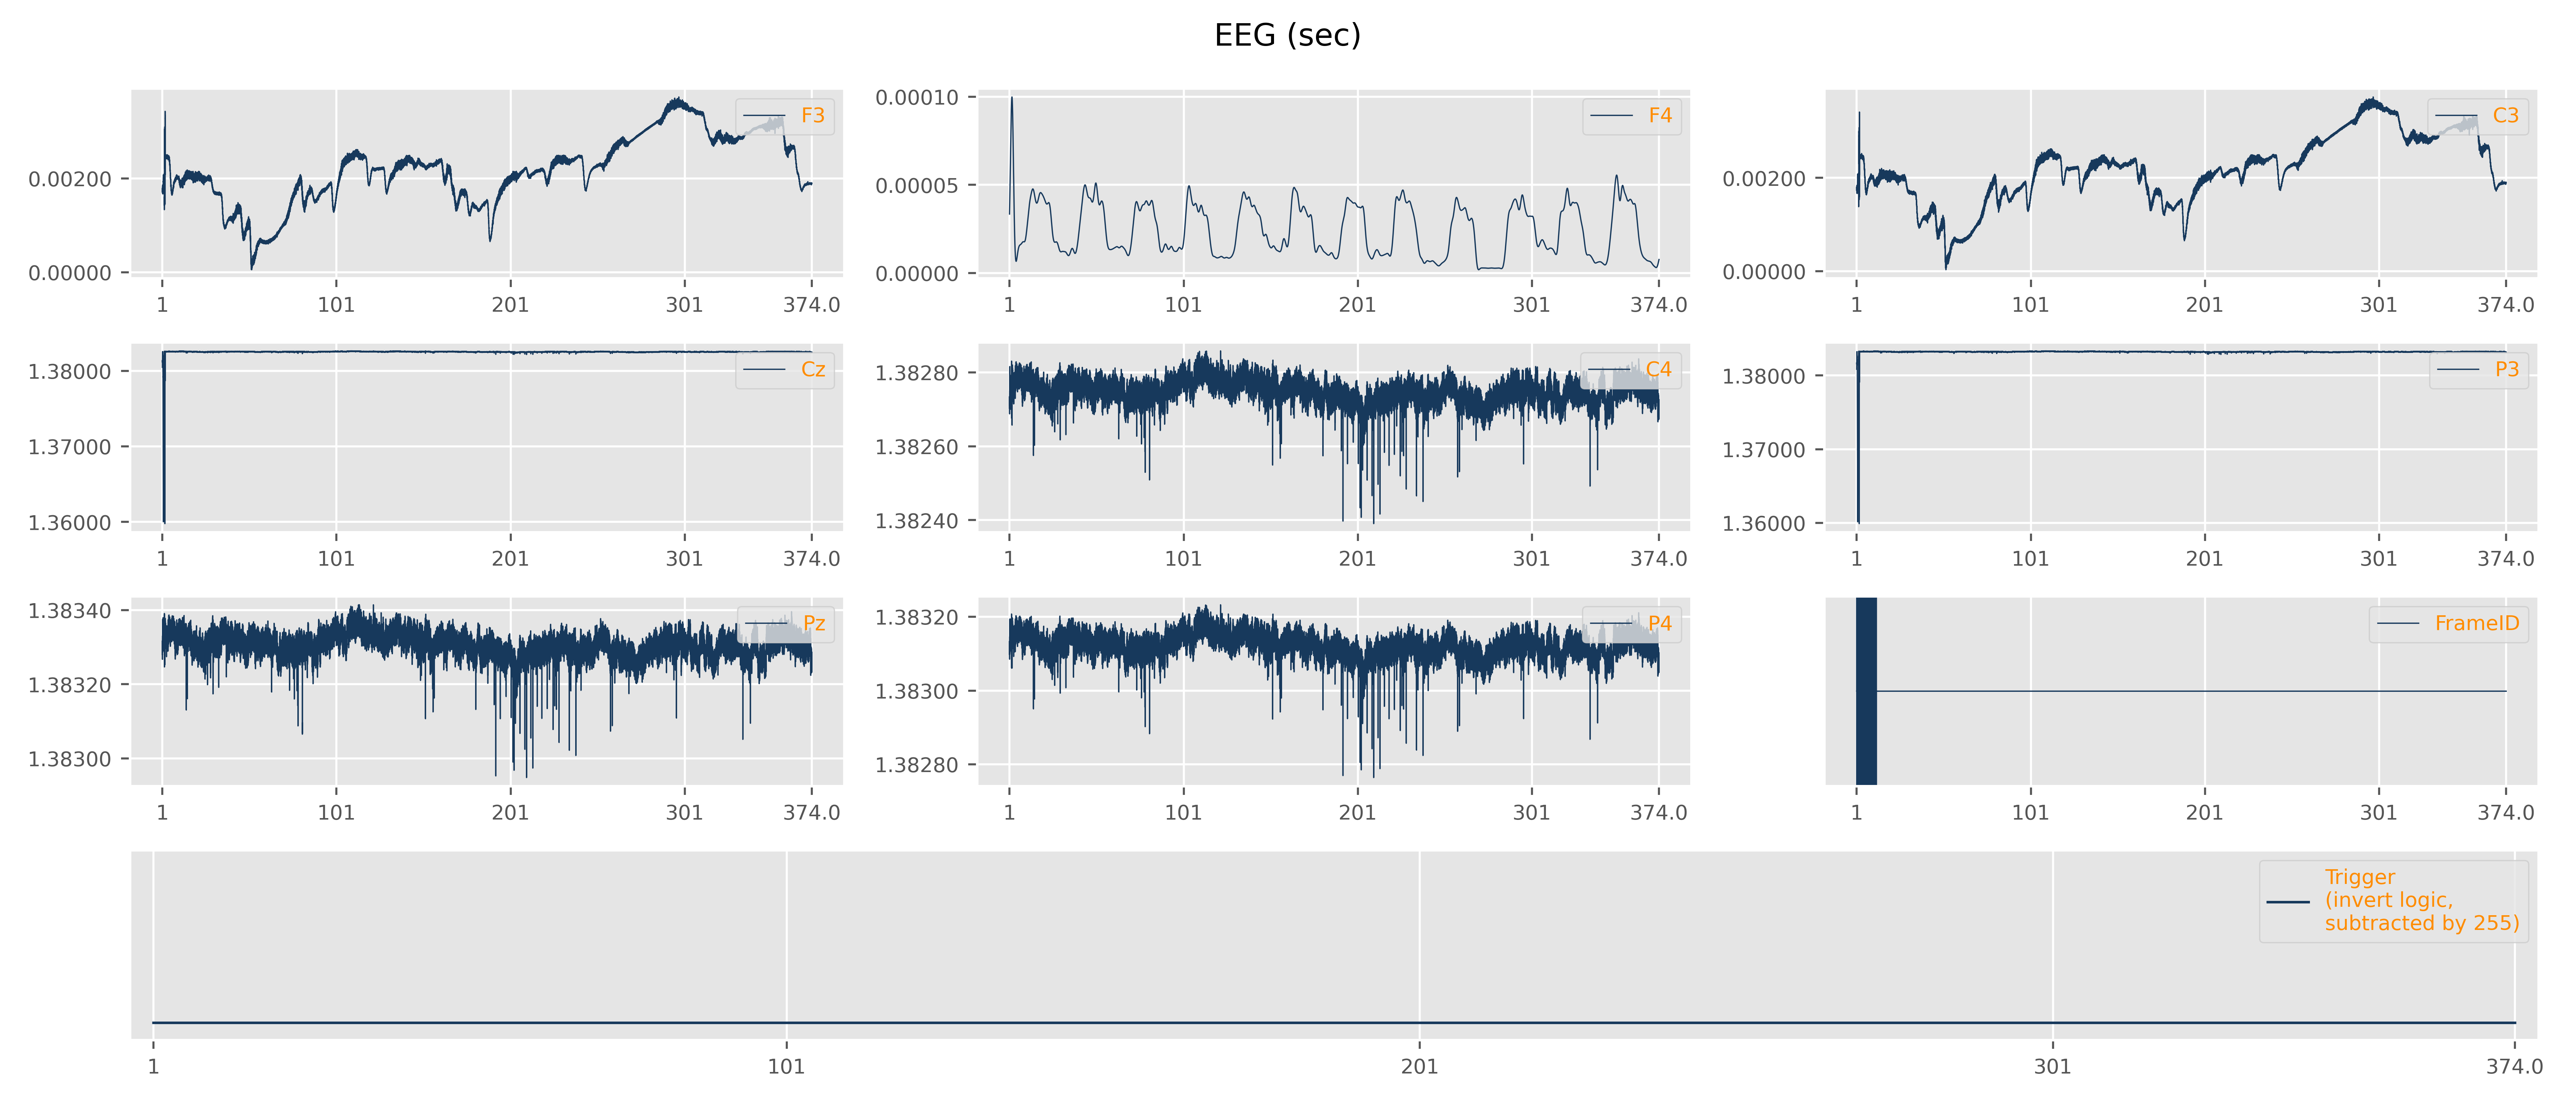 EEG (sec)
F3
0.00200
0.00000
1 101 201 301 374.0
F4
0.00010
0.00005
0.00000
1 101 201 301 374.0
C3
0.00200
0.00000
1 101 201 301 374.0
Cz
1.38000
1.37000
1.36000
1 101 201 301 374.0
C4
1.38280
1.38260
1.38240
1 101 201 301 374.0
P3
1.38000
1.37000
1.36000
1 101 201 301 374.0
Pz
1.38340
1.38320
1.38300
1 101 201 301 374.0
P4
1.38320
1.38300
1.38280
1 101 201 301 374.0
FrameID
1 101 201 301 374.0
Trigger
(invert logic,
subtracted by 255)
1 101 201 301 374.0